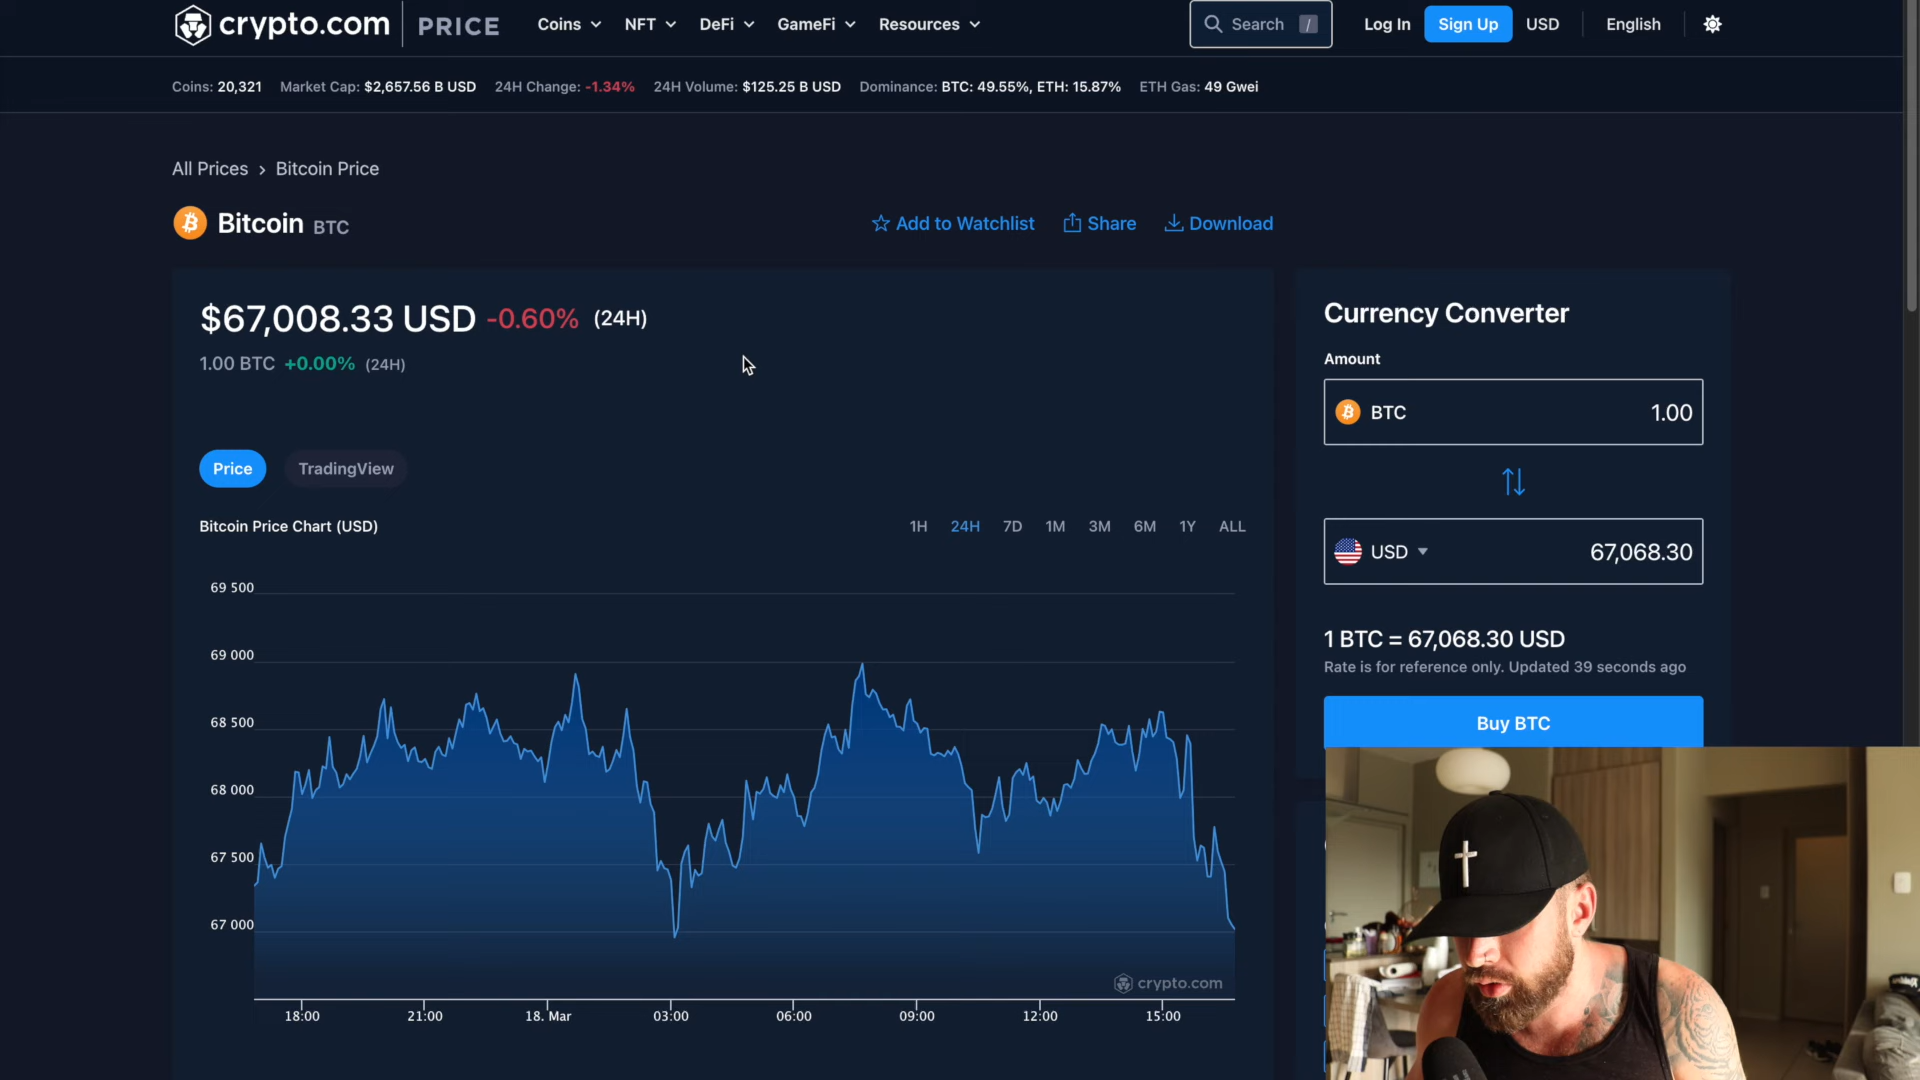 crypto.com PRICE Coins NFT DeFi GameFi Resources Search / Log In Sign Up USD English
Coins: 20,321 Market Cap: $2,657.56 B USD 24H Change: -1.34% 24H Volume: $125.25 B USD Dominance: BTC: 49.55%, ETH: 15.87% ETH Gas: 49 Gwei
All Prices > Bitcoin Price
Bitcoin BTC
Add to Watchlist Share Download
$67,008.33 USD -0.60% (24H)
1.00 BTC +0.00% (24H)
Price TradingView
Bitcoin Price Chart (USD)
1H 24H 7D 1M 3M 6M 1Y ALL
69 500
69 000
68 500
68 000
67 500
67 000
crypto.com
18:00 21:00 18. Mar 03:00 06:00 09:00 12:00 15:00
Currency Converter
Amount
BTC 1.00
USD 67,068.30
1 BTC = 67,068.30 USD
Rate is for reference only. Updated 39 seconds ago
Buy BTC